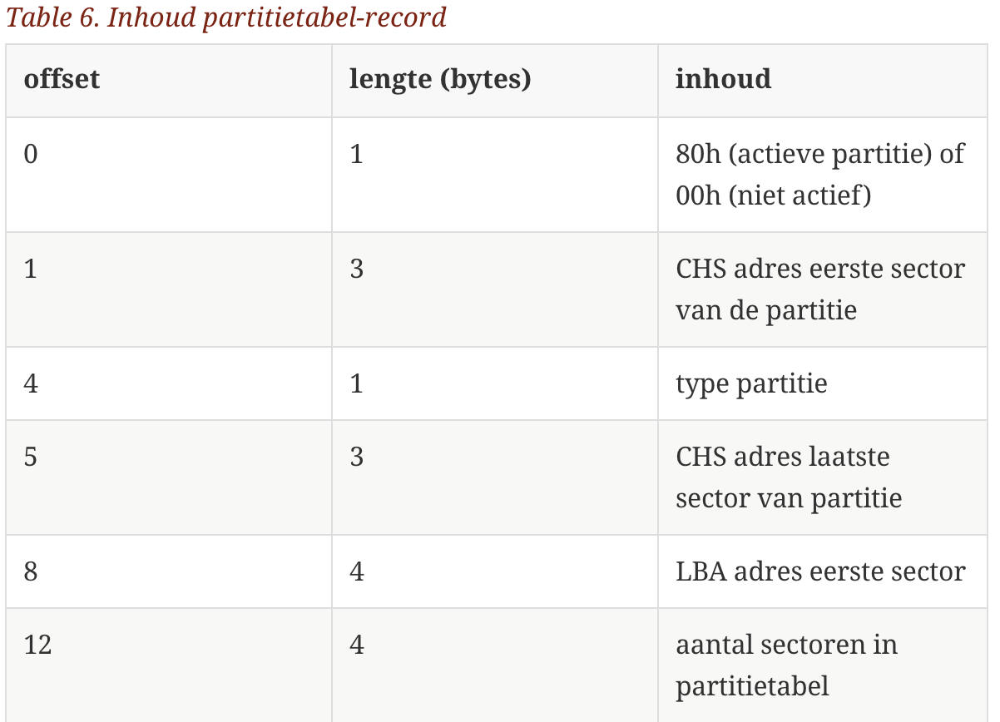 Table 6. Inhoud partitietabel-record
offset lengte (bytes) inhoud
0 1 80h (actieve partitie) of
00h (niet actief)
1 3 CHS adres eerste sector
van de partitie
4 1 type partitie
5 3 CHS adres laatste
sector van partitie
8 4 LBA adres eerste sector
12 4 aantal sectoren in
partitietabel